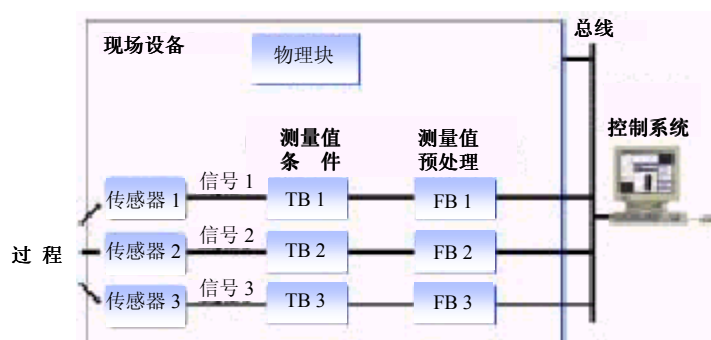 总线
现场设备
物理块
控制系统
测量值
条 件
测量值
预处理
传感器 1
信号 1
TB 1
FB 1
过 程
传感器 2
信号 2
TB 2
FB 2
传感器 3
信号 3
TB 3
FB 3